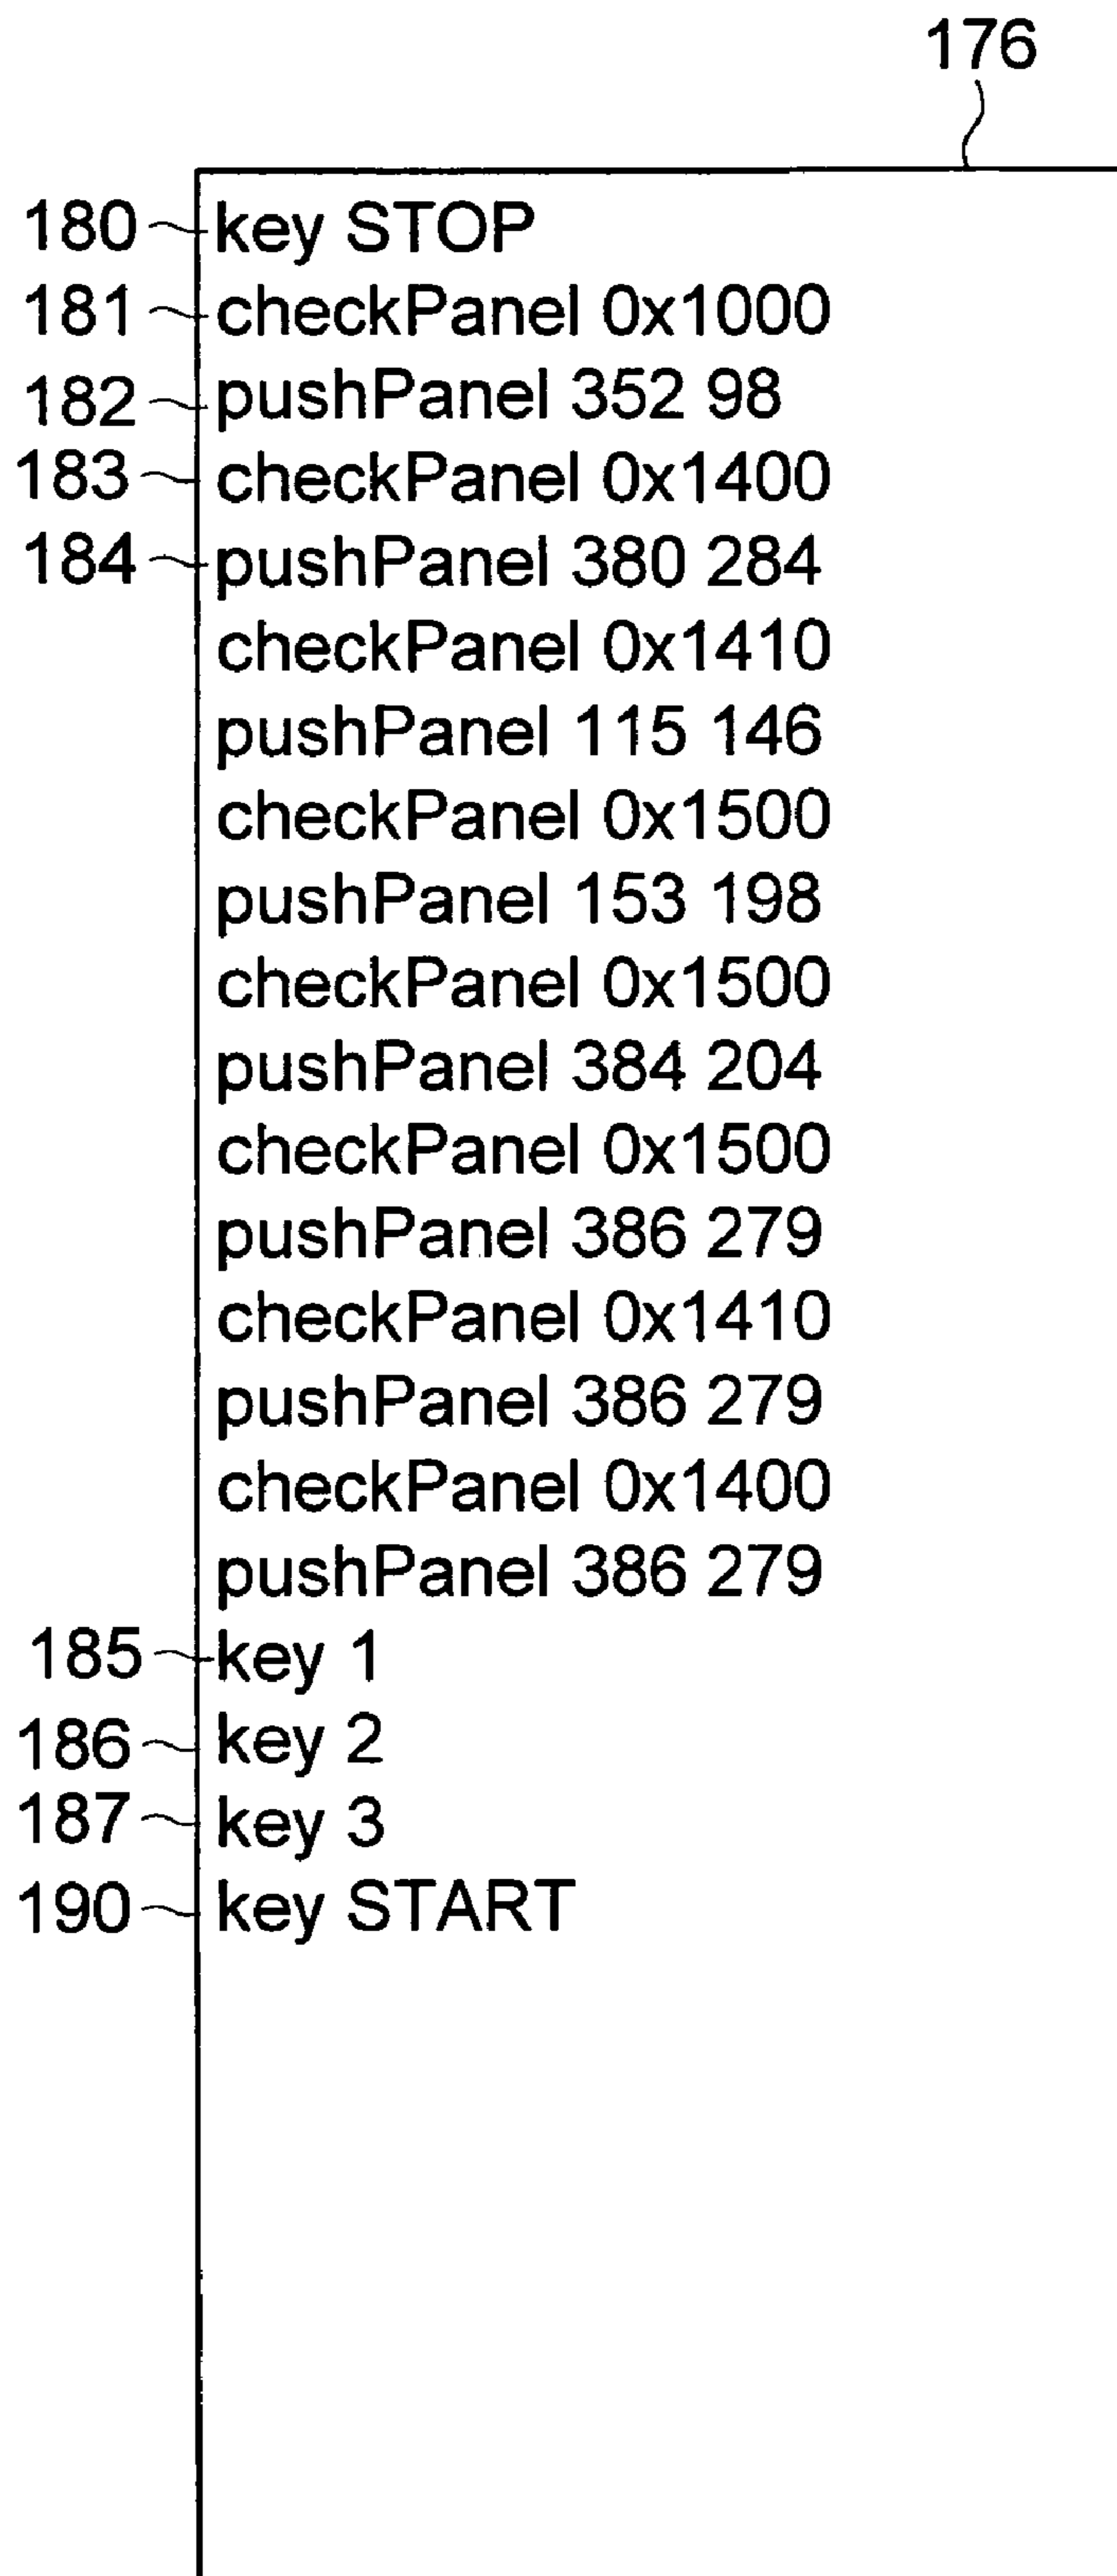 176
180 key STOP
181 checkPanel 0x1000
182 pushPanel 352 98
183 checkPanel 0x1400
184 pushPanel 380 284
checkPanel 0x1410
pushPanel 115 146
checkPanel 0x1500
pushPanel 153 198
checkPanel 0x1500
pushPanel 384 204
checkPanel 0x1500
pushPanel 386 279
checkPanel 0x1410
pushPanel 386 279
checkPanel 0x1400
pushPanel 386 279
185 key 1
186 key 2
187 key 3
190 key START